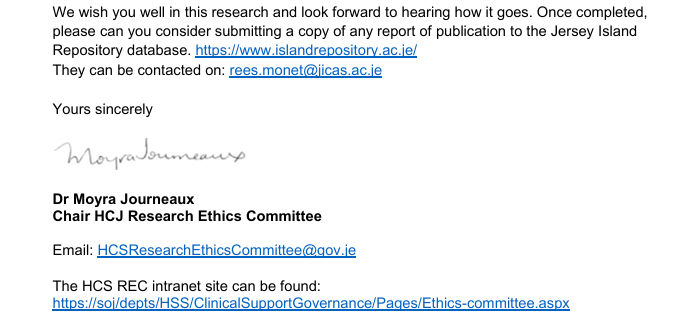 We wish you well in this research and look forward to hearing how it goes. Once completed,
please can you consider submitting a copy of any report of publication to the Jersey Island
Repository database. https://www.islandrepository.ac.je/
They can be contacted on: rees.monet@jicas.ac.je
Yours sincerely
MoyraJourneaux
Dr Moyra Journeaux
Chair HCJ Research Ethics Committee
Email: HCSResearchEthicsCommittee@gov.je
The HCS REC intranet site can be found:
https://soj/depts/HSS/ClinicalSupportGovernance/Pages/Ethics-committee.aspx